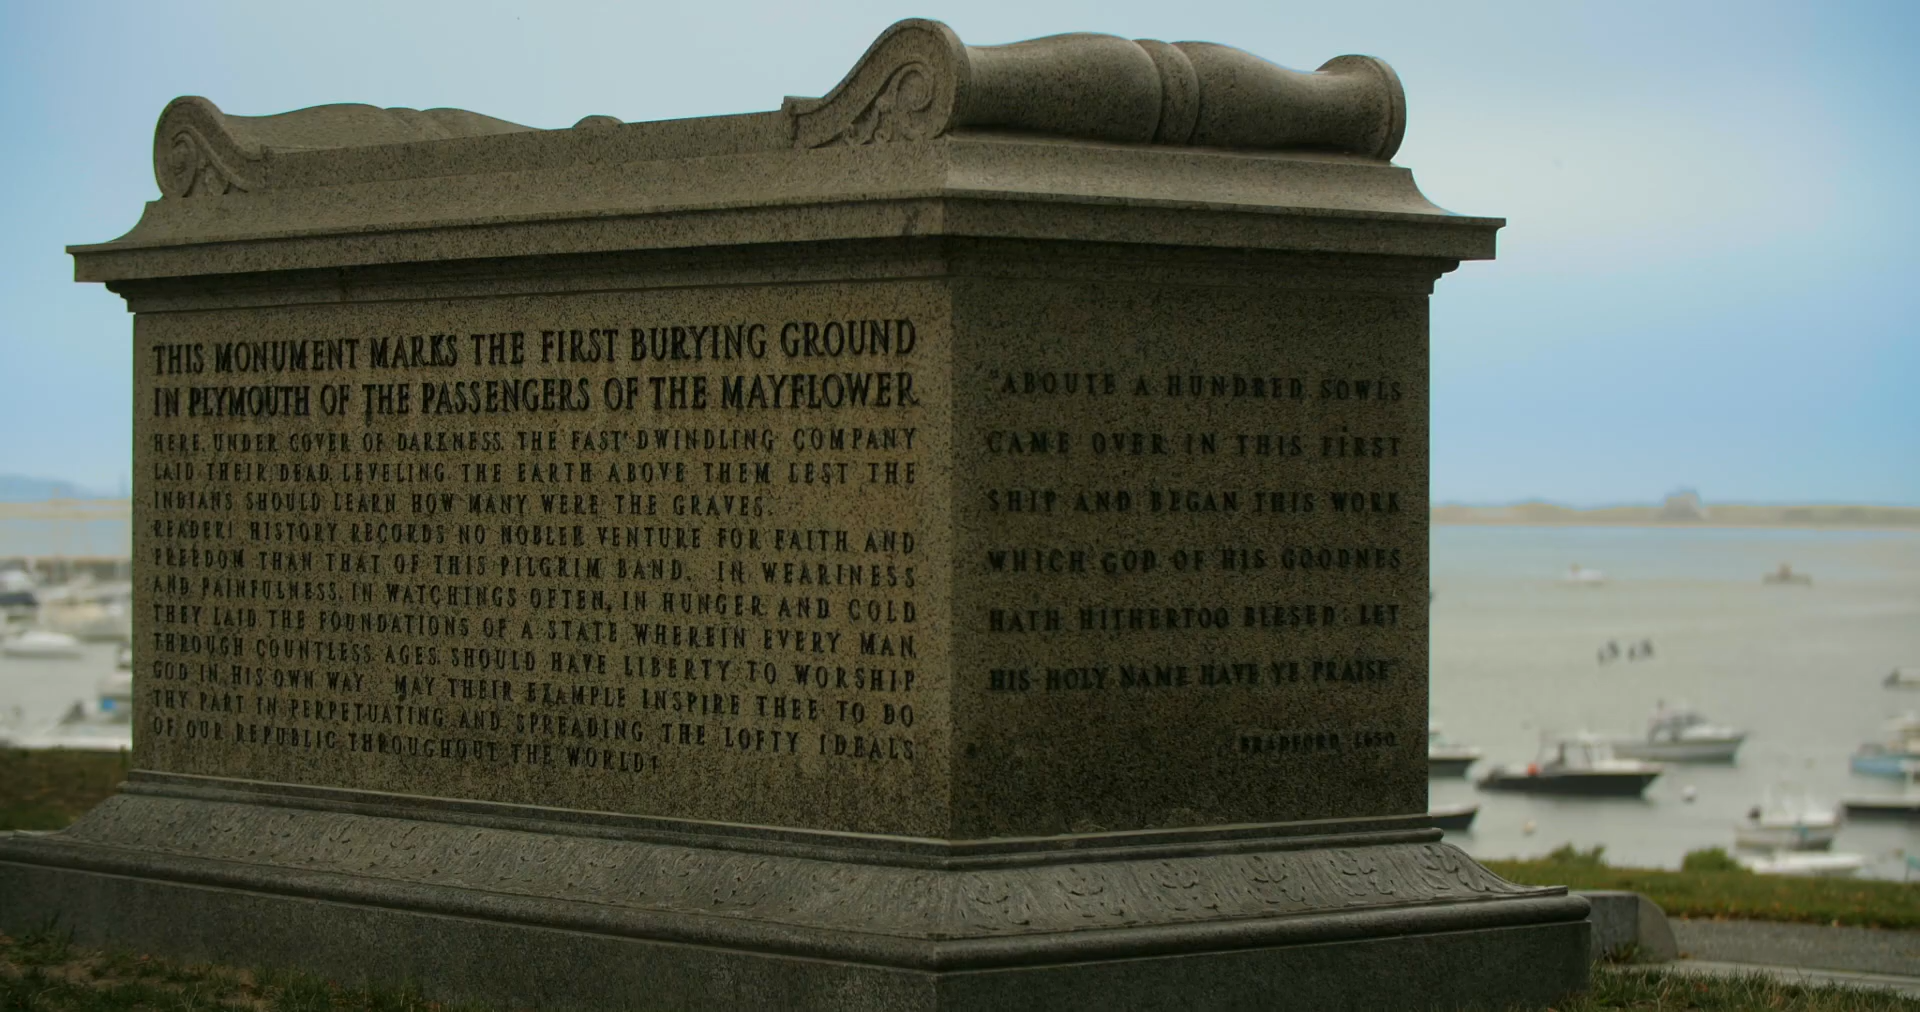 THIS MONUMENT MARKS THE FIRST BURYING GROUND
IN PLYMOUTH OF THE PASSENGERS OF THE MAYFLOWER
HERE, UNDER COVER OF DARKNESS, THE FAST DWINDLING COMPANY
LAID THEIR DEAD, LEVELING THE EARTH ABOVE THEM LEST THE
INDIANS SHOULD LEARN HOW MANY WERE THE GRAVES.
READER! HISTORY RECORDS NO NOBLER VENTURE FOR FAITH AND
FREEDOM THAN THAT OF THIS PILGRIM BAND. IN WEARINESS
AND PAINFULNESS, IN WATCHINGS OFTEN, IN HUNGER AND COLD
THEY LAID THE FOUNDATIONS OF A STATE WHEREIN EVERY MAN,
THROUGH COUNTLESS AGES, SHOULD HAVE LIBERTY TO WORSHIP
GOD IN HIS OWN WAY. MAY THEIR EXAMPLE INSPIRE THEE TO DO
THY PART IN PERPETUATING AND SPREADING THE LOFTY IDEALS
OF OUR REPUBLIC THROUGHOUT THE WORLD!
"ABOUTE A HUNDRED SOWLS
CAME OVER IN THIS FIRST
SHIP AND BEGAN THIS WORK
WHICH GOD OF HIS GOODNES
HATH HITHERTOO BLESED: LET
HIS HOLY NAME HAVE YE PRAISE"
BRADFORD 1650